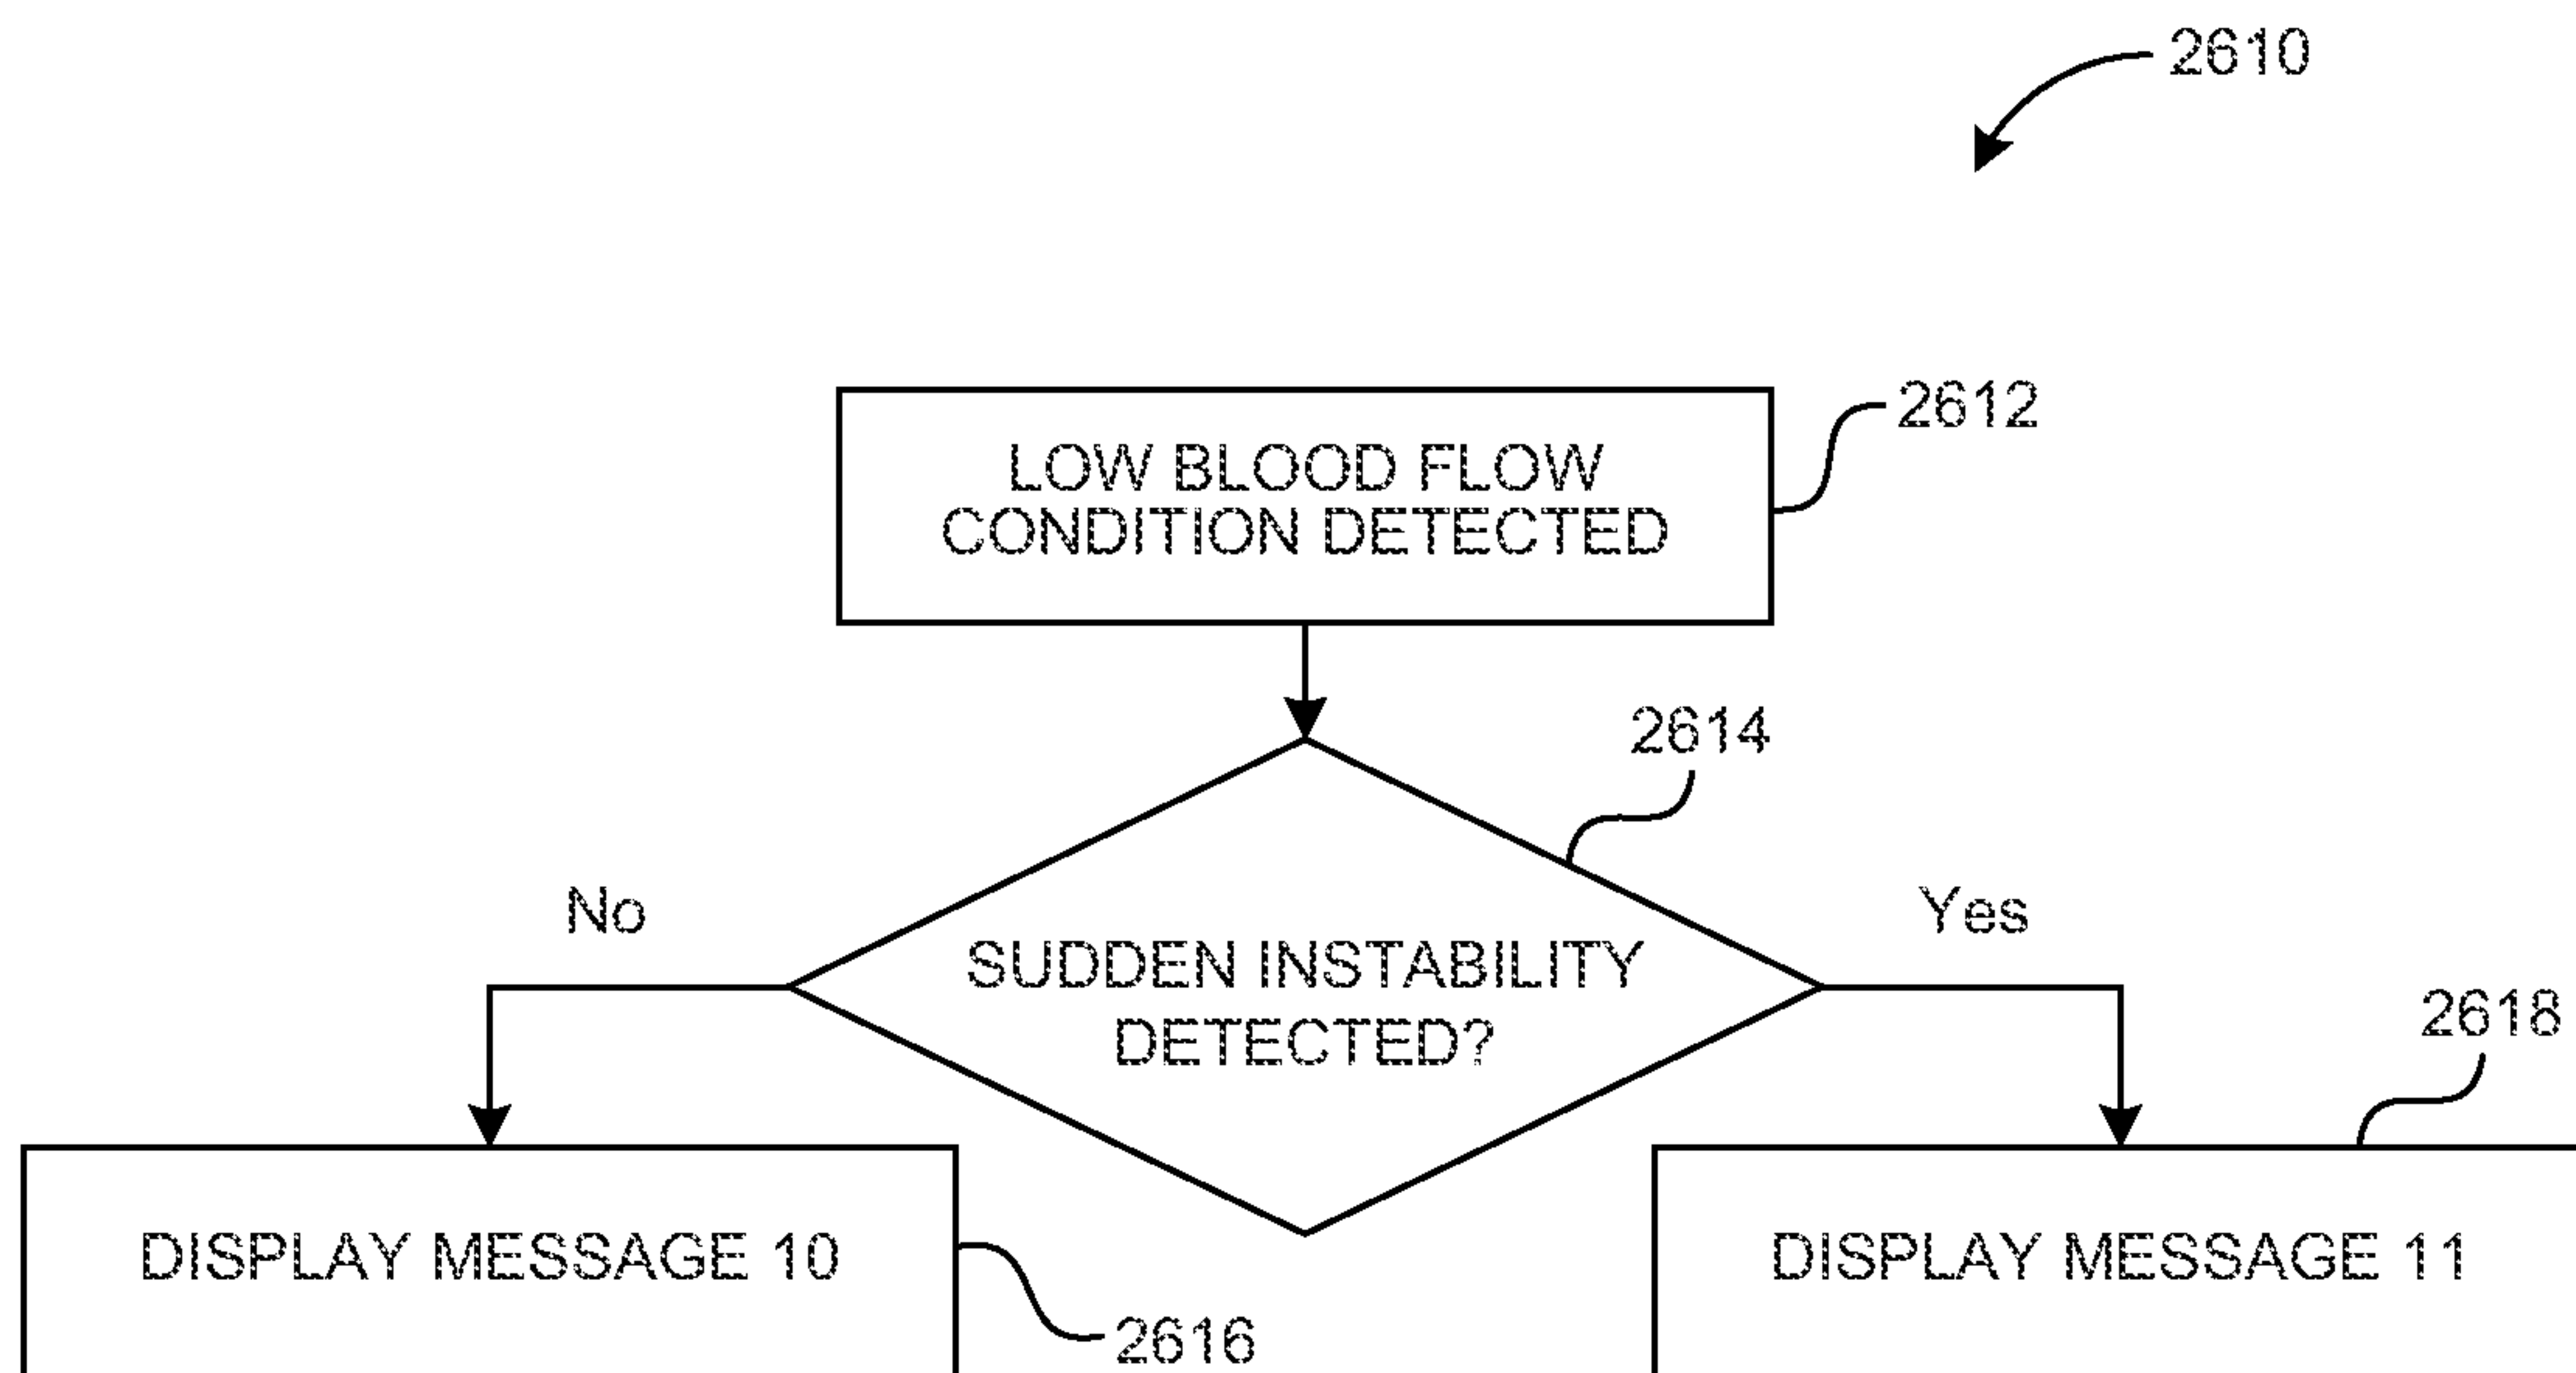 2610
LOW BLOOD FLOW
CONDITION DETECTED
2612
2614
No
Yes
SUDDEN INSTABILITY
DETECTED?
2618
DISPLAY MESSAGE 10
DISPLAY MESSAGE 11
2616